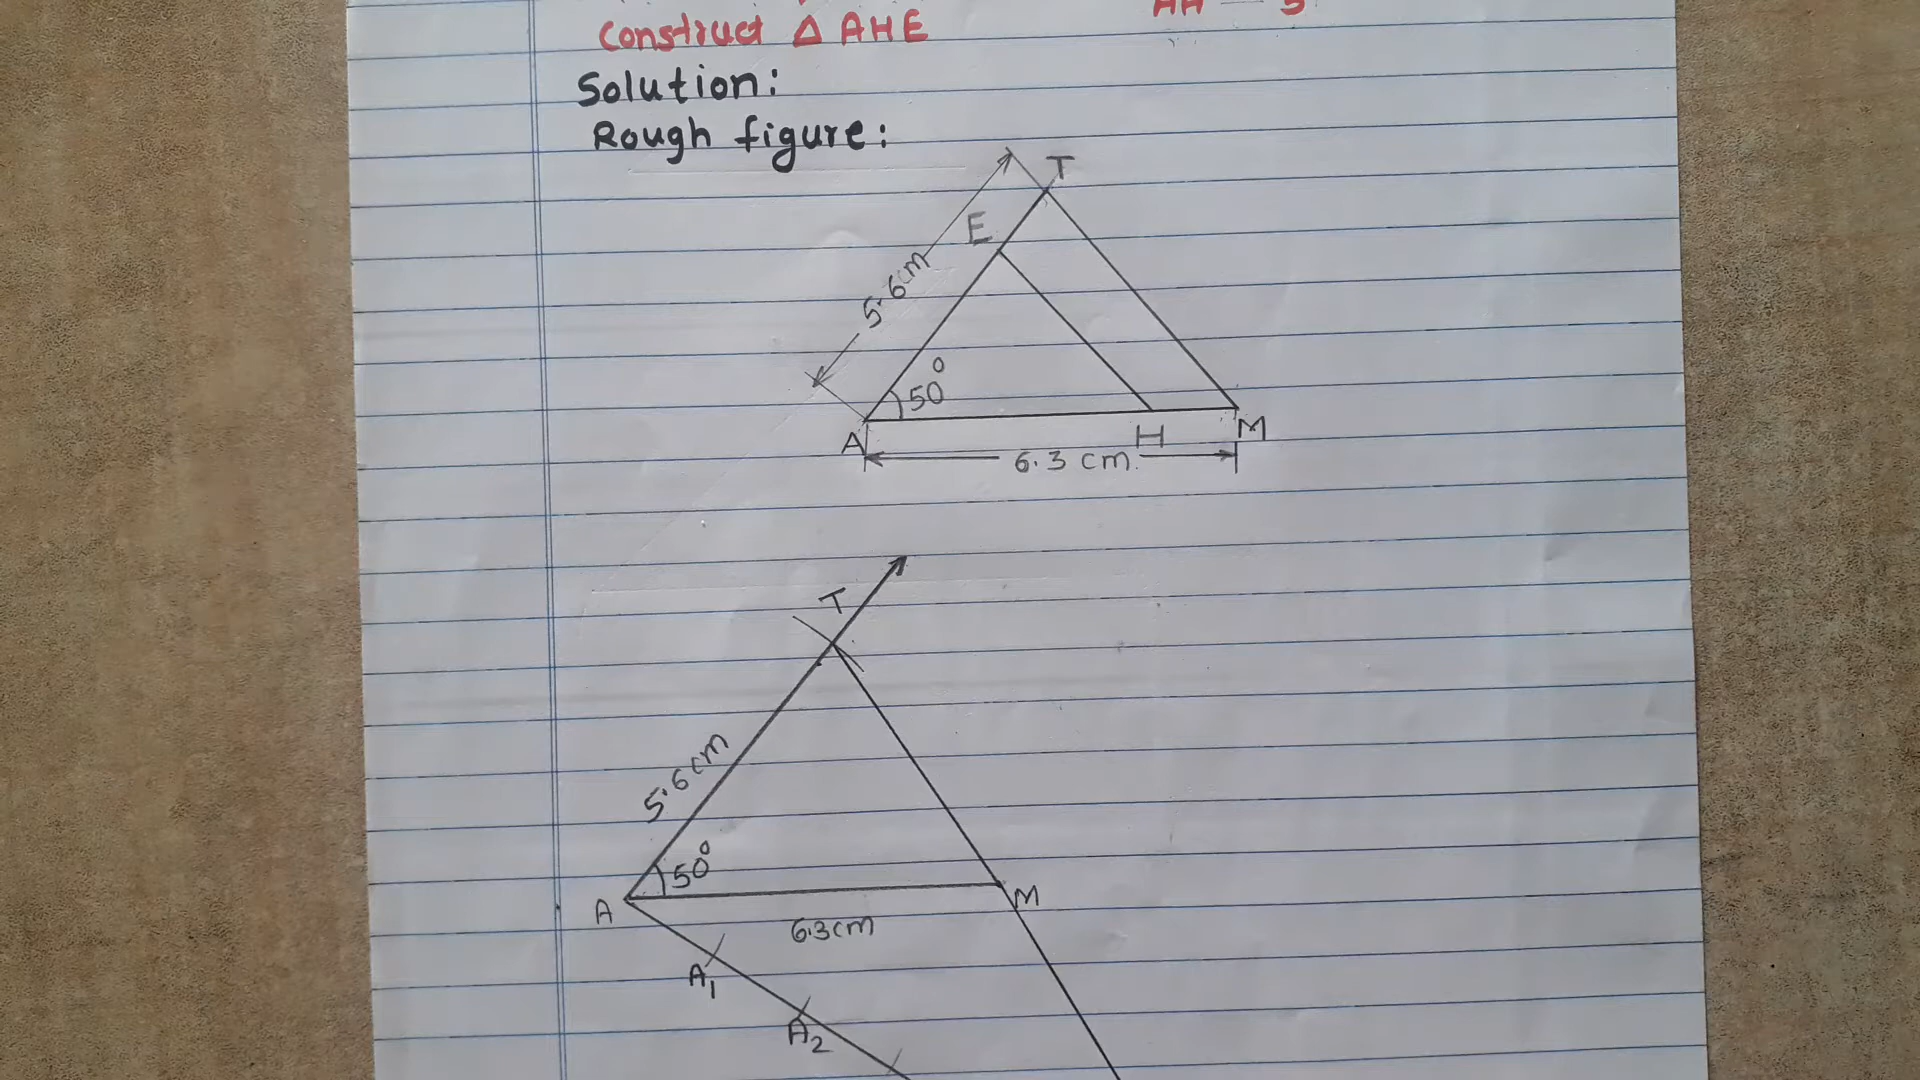 Construct △ AHE
Solution:
Rough figure:
T
E
5.6cm
50°
A
H
M
6.3 cm
T
5.6cm
50°
A
M
6.3cm
A1
A2